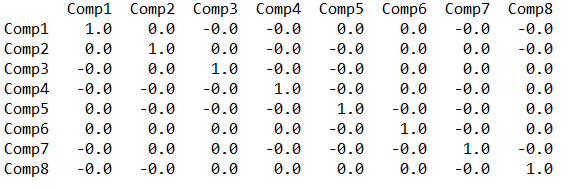 Comp1 Comp2 Comp3 Comp4 Comp5 Comp6 Comp7 Comp8
Comp1 1.0 0.0 -0.0 -0.0 0.0 0.0 -0.0 -0.0
Comp2 0.0 1.0 0.0 -0.0 -0.0 0.0 0.0 -0.0
Comp3 -0.0 0.0 1.0 -0.0 -0.0 0.0 0.0 0.0
Comp4 -0.0 -0.0 -0.0 1.0 -0.0 0.0 -0.0 0.0
Comp5 0.0 -0.0 -0.0 -0.0 1.0 -0.0 -0.0 0.0
Comp6 0.0 0.0 0.0 0.0 -0.0 1.0 -0.0 0.0
Comp7 -0.0 0.0 0.0 -0.0 -0.0 -0.0 1.0 -0.0
Comp8 -0.0 -0.0 0.0 0.0 0.0 0.0 -0.0 1.0